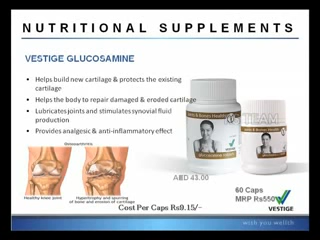 NUTRITIONAL SUPPLEMENTS
VESTIGE GLUCOSAMINE
• Helps build new cartilage & protects the existing
cartilage
• Helps the body to repair damaged & eroded cartilage
• Lubricates joints and stimulates synovial fluid
production
• Provides analgesic & anti-inflammatory effect
Osteoarthritis
Healthy knee joint
Hypertrophy and spurring
of bone and erosion of cartilage
TEAM
AED 43.00
60 Caps
MRP Rs550
Cost Per Caps Rs9.15/-
VESTIGE
wish you wellth